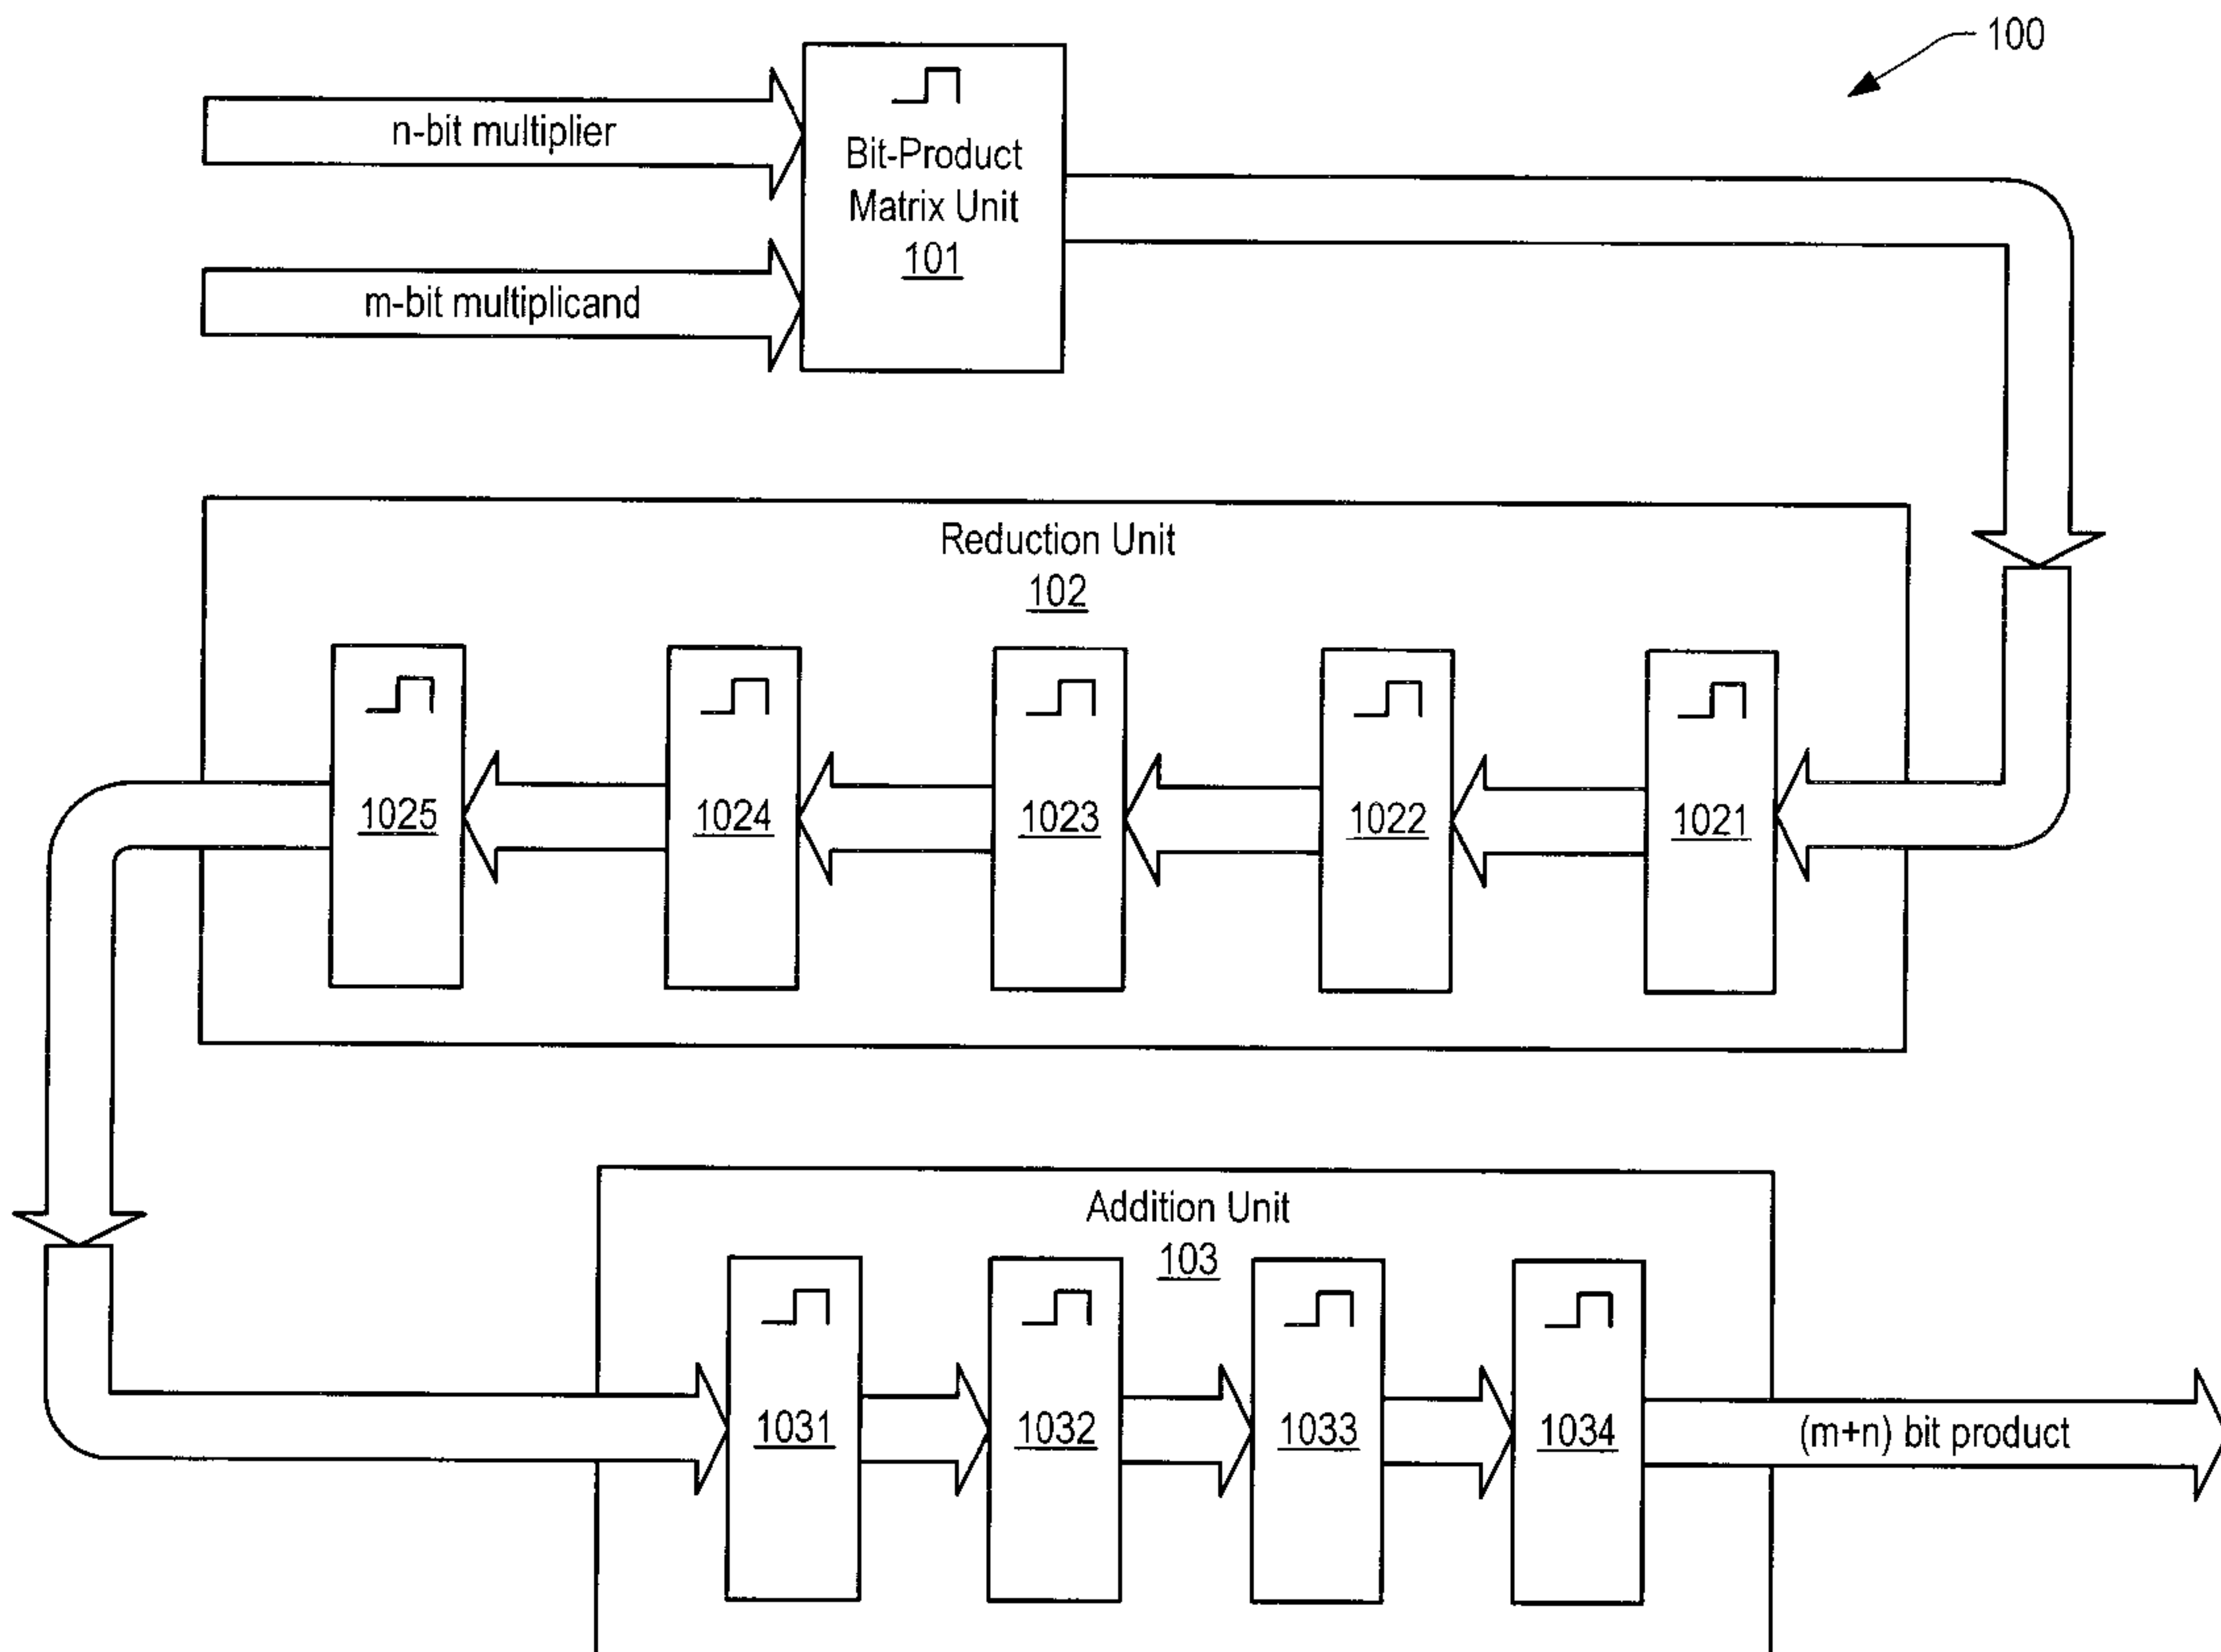 100
n-bit multiplier
Bit-Product
Matrix Unit
101
m-bit multiplicand
Reduction Unit
102
1025
1024
1023
1022
1021
Addition Unit
103
1031
1032
1033
1034
(m+n) bit product